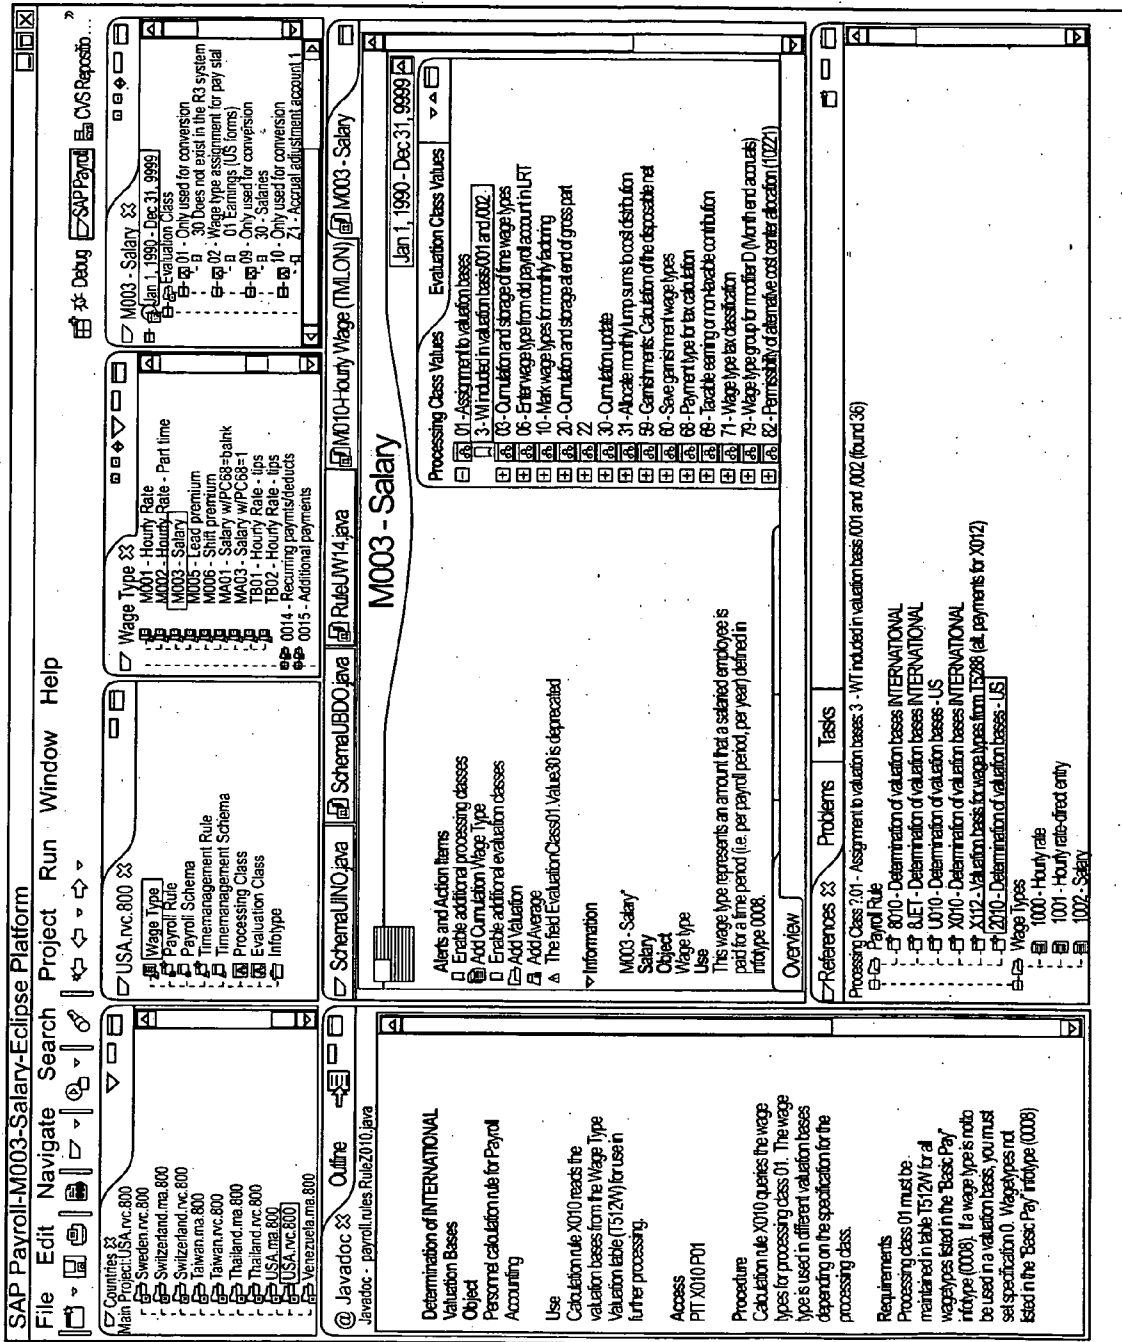 SAP Payroll-M003-Salary-Eclipse Platform
File Edit Navigate Search Project Run Window Help
Debug SAP Payroll CVS Repositio... »
Countries
Main Project:USA.rvc.800
Sweden.rvc.800
Switzerland.ma.800
Switzerland.rvc.800
Taiwan.ma.800
Taiwan.rvc.800
Thailand.ma.800
Thailand.rvc.800
USA.ma.800
USA.rvc.800
Venezuela.ma.800
USA.rvc.800
Wage Type
Payroll Rule
Payroll Schema
Timemanagement Rule
Timemanagement Schema
Processing Class
Evaluation Class
Infotype
Wage Type
M001 - Hourly Rate
M002 - Hourly Rate - Part time
M003 - Salary
M005 - Lead premium
M006 - Shift premium
MA01 - Salary w/PC68=balnk
MA03 - Salary w/PC68=1
TB01 - Hourly Rate - tips
TB02 - Hourly Rate - tips
0014 - Recurring paymts/deducts
0015 - Additional payments
M003 - Salary
Jan 1, 1990 - Dec 31, 9999
Evaluation Class
01 - Only used for conversion
30 Does not exist in the R3 system
02 - Wage type assignment for pay stat
01 Earnings (US forms)
09 - Only used for conversion
30 - Salaries
10 - Only used for conversion
Z1 - Accrual adjustment account 1
@ Javadoc Outline
Javadoc - payroll.rules.RuleZ010.java
Determination of INTERNATIONAL
Valuation Bases
Object
Personnel calculation rule for Payroll
Accounting
Use
Calculation rule X010 reads the
valuation bases from the Wage Type
Valuation table (T512W) for use in
further processing.
Access
PIT X010 P01
Procedure
Calculation rule X010 queries the wage
types for processing class 01. The wage
type is used in different valuation bases
depending on the specification for the
processing class.
Requirements
Processing class 01 must be
maintained in table T512W for all
wagetypes listed in the "Basic Pay"
infotype (0008). If a wage type is not to
be used in a valuation basis, you must
set specification 0. Wagetypes not
listed in the "Basic Pay" infotype (0008)
SchemaUINO.java SchemaUBDO.java RuleUW14.java M010-Hourly Wage (TMLON) M003 - Salary
M003 - Salary
Jan 1, 1990 - Dec 31, 9999
Alerts and Action Items
Enable additional processing classes
Add Cumulation Wage Type
Enable additional evaluation classes
Add Valuation
Add Average
The field EvaluationClass01.Value30 is deprecated
Information
M003 - Salary*
Salary
Object
Wage type
Use
This wage type represents an amount that a salaried employee is
paid for a time period (i.e. per payroll period, per year) defined in
infotype 0008.
Overview
Processing Class Values Evaluation Class Values
01 - Assignment to valuation bases
3 - WI included in valuation basis/001 and /002
03 - Cumulation and storage of time wage types
06 - Enter wage type from old payroll account in LRT
10 - Mark wage types for monthly factoring
20 - Cumulation and storage at end of gross part
22
30 - Cumulation update
31 - Allocate monthly lump sums to cost distribution
59 - Garnishments: Calculation of the disposable net
60 - Save garnishment wage types
68 - Payment type for tax calculation
69 - Taxable earning or non-taxable contribution
71 - Wage type tax classification
79 - Wage type group for modifier D (Month end accruals)
82 - Permissibility of alternative cost center allocation (10221)
References Problems Tasks
Processing Class ?.01 - Assignment to valuation bases: 3 - WT included in valuation basis /001 and /002 (found 36)
Payroll Rule
8010 - Determination of valuation bases INTERNATIONAL
8JET - Determination of valuation bases INTERNATIONAL
U010 - Determination of valuation bases - US
X010 - Determination of valuation bases INTERNATIONAL
X112 - Valuation basis for wage types from T5288 (alt. payments for X012)
2010 - Determination of valuation bases - US
Wage Types
1000 - Hourly rate
1001 - Hourly rate-direct entry
1002 - Salary